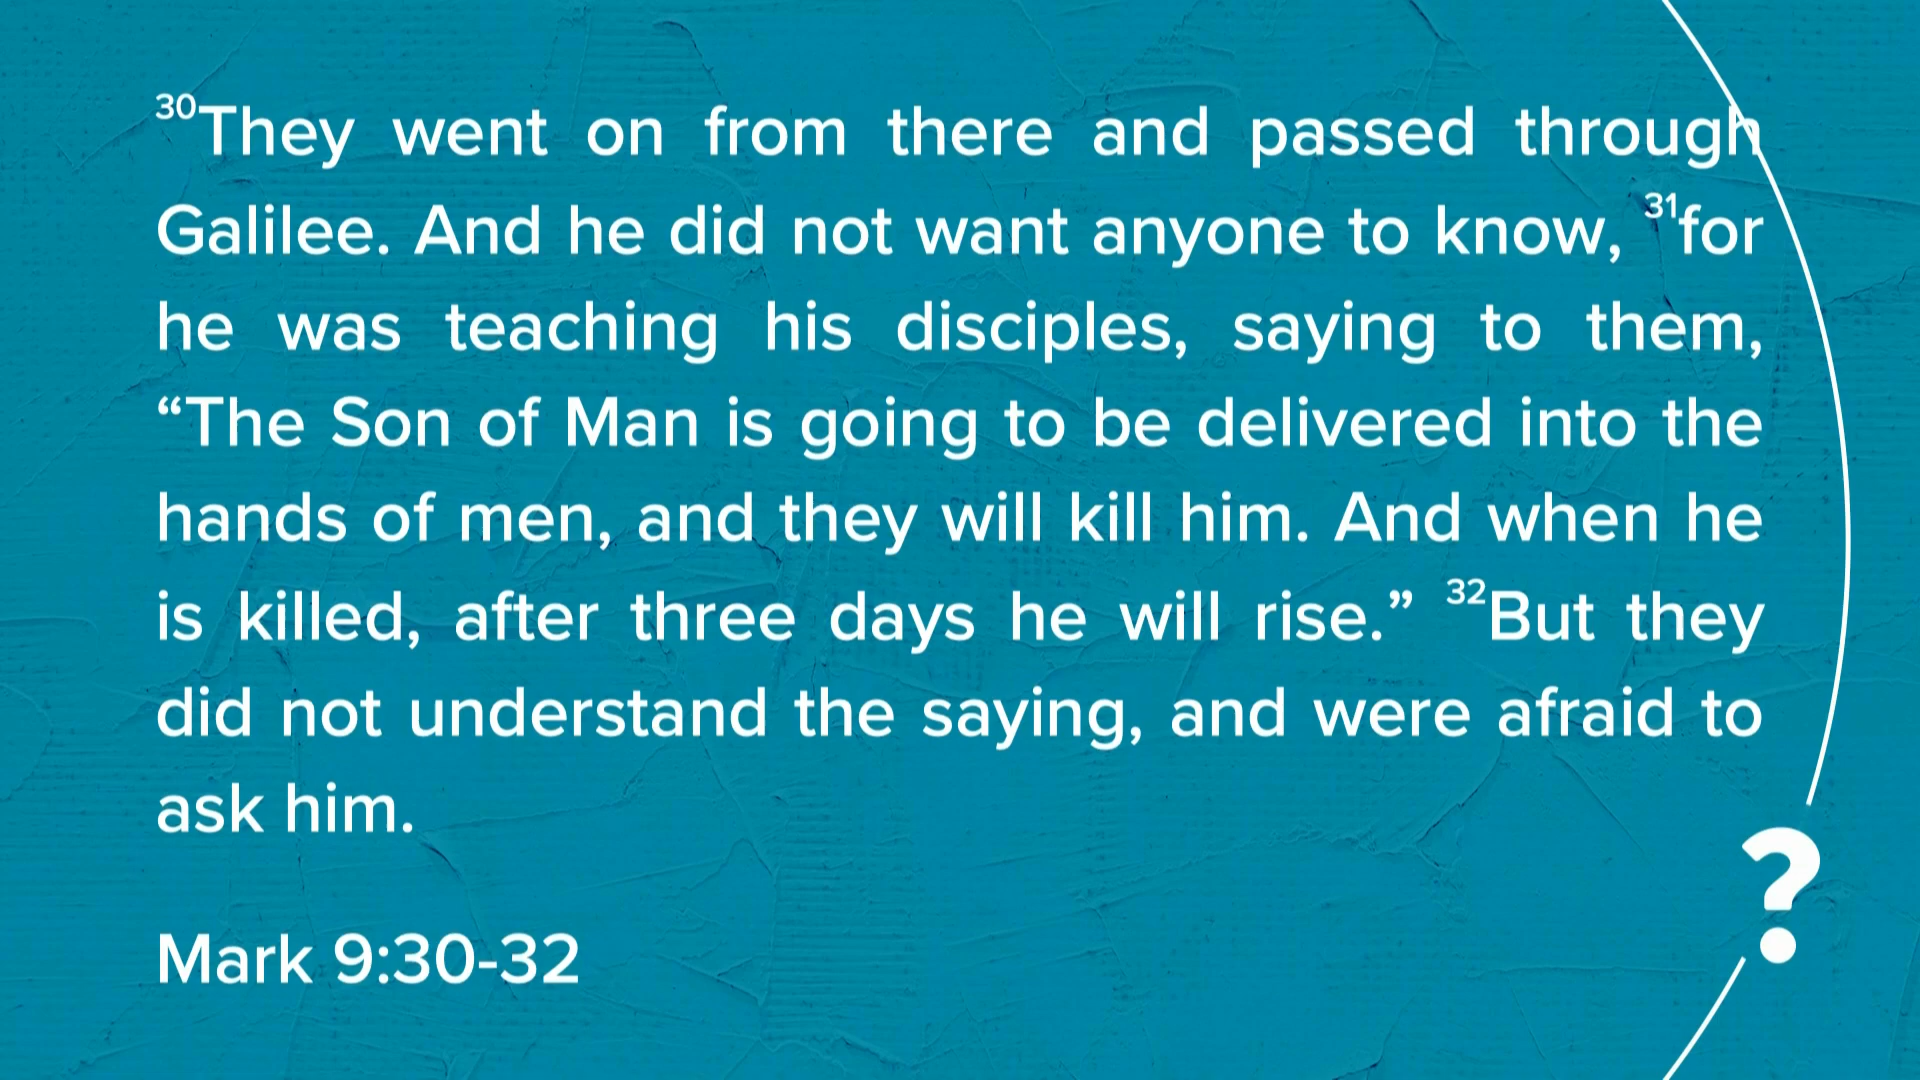 ³⁰They went on from there and passed through
Galilee. And he did not want anyone to know, ³¹for
he was teaching his disciples, saying to them,
“The Son of Man is going to be delivered into the
hands of men, and they will kill him. And when he
is killed, after three days he will rise.” ³²But they
did not understand the saying, and were afraid to
ask him.
Mark 9:30-32
?